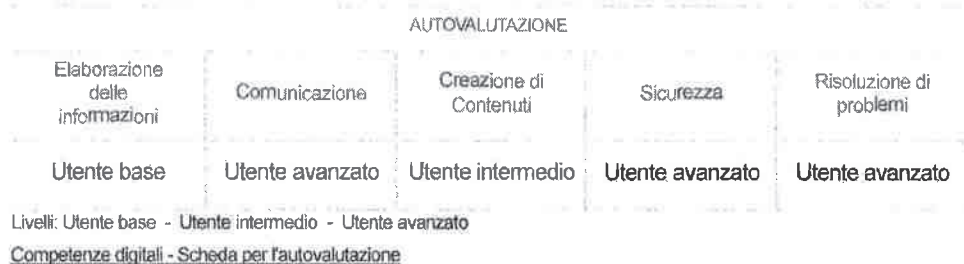 AUTOVALUTAZIONE
Elaborazione
delle
informazioni
Comunicazione
Creazione di
Contenuti
Sicurezza
Risoluzione di
problemi
Utente base
Utente avanzato
Utente intermedio
Utente avanzato
Utente avanzato
Livelli: Utente base - Utente intermedio - Utente avanzato
Competenze digitali - Scheda per l'autovalutazione